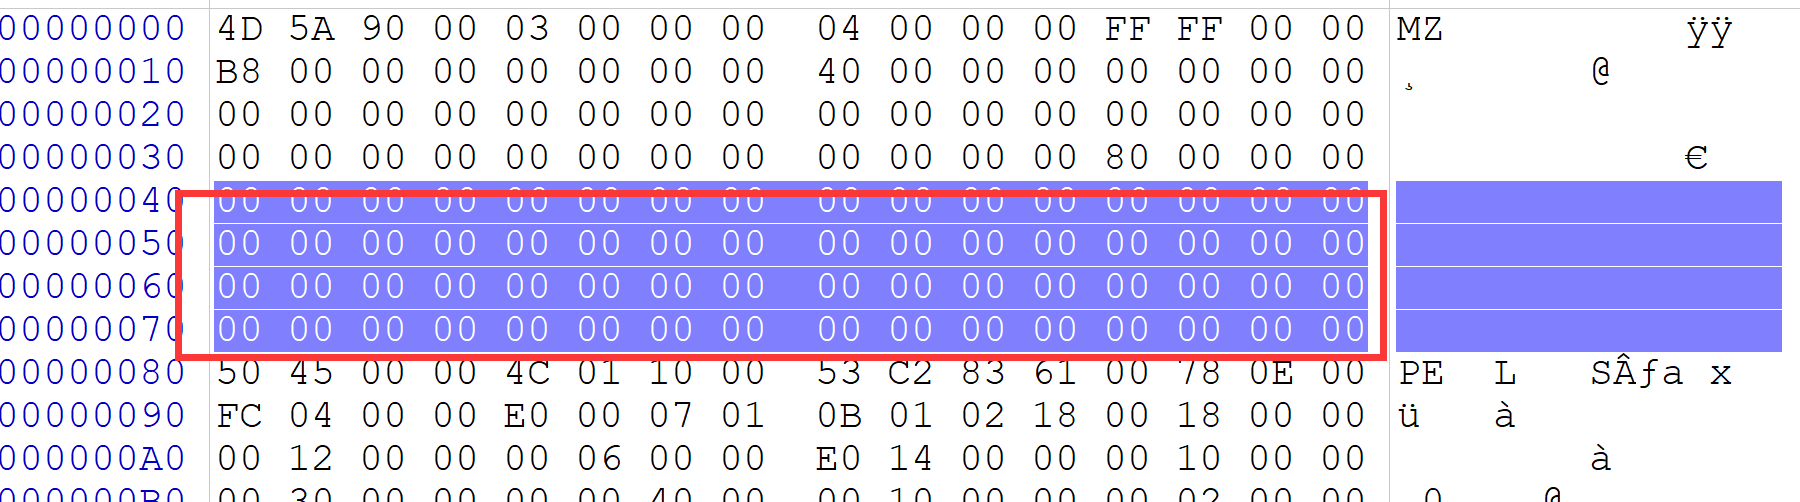 00000000 4D 5A 90 00 03 00 00 00 04 00 00 00 FF FF 00 00 MZ ÿÿ
00000010 B8 00 00 00 00 00 00 00 40 00 00 00 00 00 00 00 ¸ @
00000020 00 00 00 00 00 00 00 00 00 00 00 00 00 00 00 00
00000030 00 00 00 00 00 00 00 00 00 00 00 00 80 00 00 00 €
00000040 00 00 00 00 00 00 00 00 00 00 00 00 00 00 00 00
00000050 00 00 00 00 00 00 00 00 00 00 00 00 00 00 00 00
00000060 00 00 00 00 00 00 00 00 00 00 00 00 00 00 00 00
00000070 00 00 00 00 00 00 00 00 00 00 00 00 00 00 00 00
00000080 50 45 00 00 4C 01 10 00 53 C2 83 61 00 78 0E 00 PE L SÂƒa x
00000090 FC 04 00 00 E0 00 07 01 0B 01 02 18 00 18 00 00 ü à
000000A0 00 12 00 00 00 06 00 00 E0 14 00 00 00 10 00 00 à
000000B0 00 30 00 00 00 00 40 00 00 10 00 00 00 02 00 00 0 @